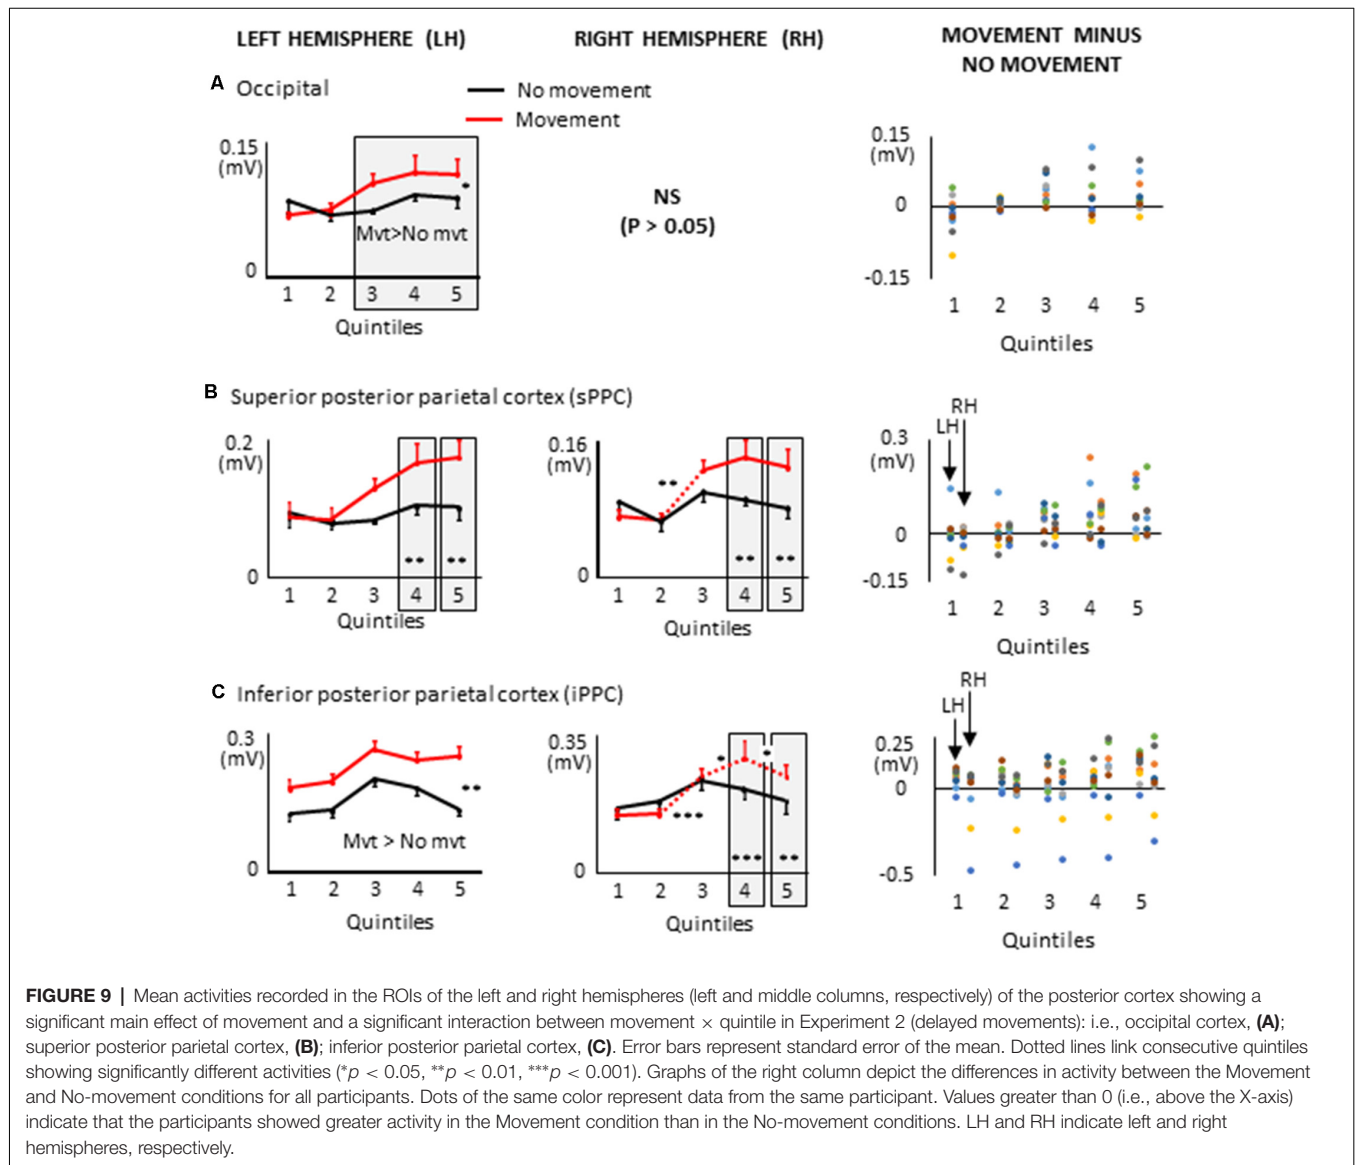 LEFT HEMISPHERE (LH)
RIGHT HEMISPHERE (RH)
MOVEMENT MINUS
NO MOVEMENT
A Occipital
No movement
Movement
0.15
(mV)
0
Mvt>No mvt
1 2 3 4 5
Quintiles
NS
(P > 0.05)
0.15
(mV)
0
-0.15
1 2 3 4 5
Quintiles
B Superior posterior parietal cortex (sPPC)
0.2
(mV)
0
1 2 3 4 5
Quintiles
0.16
(mV)
0
1 2 3 4 5
Quintiles
RH
LH
0.3
(mV)
0
-0.15
1 2 3 4 5
Quintiles
C Inferior posterior parietal cortex (iPPC)
0.3
(mV)
0
Mvt > No mvt
1 2 3 4 5
Quintiles
0.35
(mV)
0
1 2 3 4 5
Quintiles
RH
LH
0.25
(mV)
0
-0.5
1 2 3 4 5
Quintiles
FIGURE 9 | Mean activities recorded in the ROIs of the left and right hemispheres (left and middle columns, respectively) of the posterior cortex showing a
significant main effect of movement and a significant interaction between movement × quintile in Experiment 2 (delayed movements): i.e., occipital cortex, (A);
superior posterior parietal cortex, (B); inferior posterior parietal cortex, (C). Error bars represent standard error of the mean. Dotted lines link consecutive quintiles
showing significantly different activities (*p < 0.05, **p < 0.01, ***p < 0.001). Graphs of the right column depict the differences in activity between the Movement
and No-movement conditions for all participants. Dots of the same color represent data from the same participant. Values greater than 0 (i.e., above the X-axis)
indicate that the participants showed greater activity in the Movement condition than in the No-movement conditions. LH and RH indicate left and right
hemispheres, respectively.